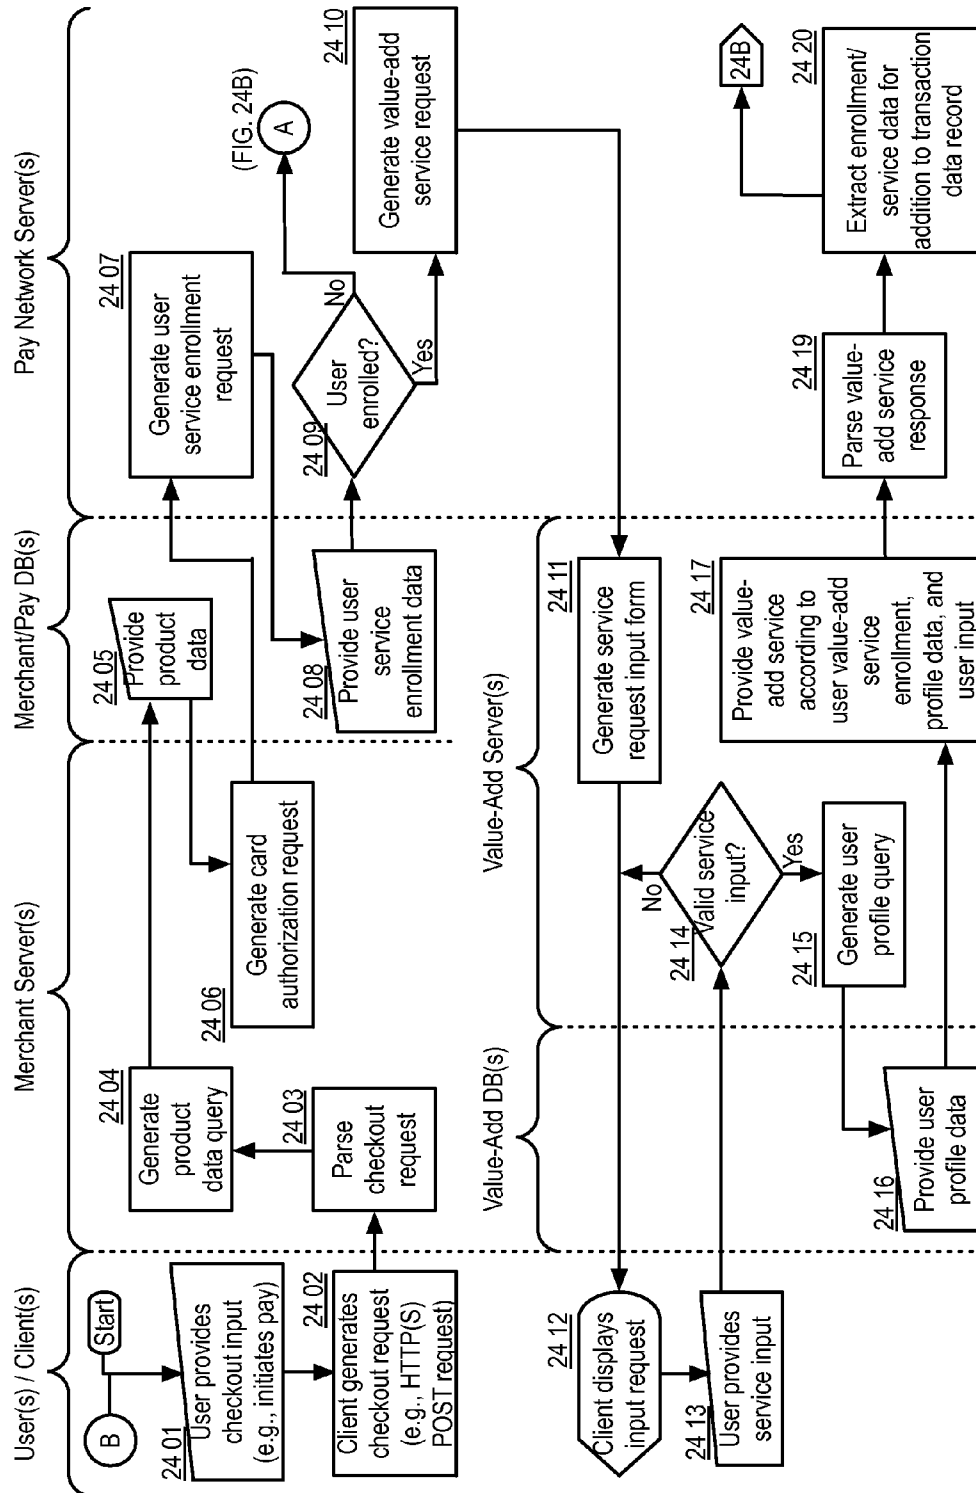 User(s) / Client(s)
Merchant Server(s)
Merchant/Pay DB(s)
Pay Network Server(s)
B
Start
24 01
User provides
checkout input
(e.g., initiates pay)
24 02
Client generates
checkout request
(e.g., HTTP(S)
POST request)
24 03
Parse
checkout
request
24 04
Generate
product
data query
24 05
Provide
product
data
24 06
Generate card
authorization request
24 07
Generate user
service enrollment
request
24 08
Provide user
service
enrollment data
24 09
User
enrolled?
No
Yes
(FIG. 24B)
A
24 10
Generate value-add
service request
Value-Add DB(s)
Value-Add Server(s)
24 11
Generate service
request input form
24 12
Client displays
input request
24 13
User provides
service input
24 14
Valid service
input?
No
Yes
24 15
Generate user
profile query
24 16
Provide user
profile data
24 17
Provide value-
add service
according to
user value-add
service
enrollment,
profile data, and
user input
24 19
Parse value-
add service
response
24 20
Extract enrollment/
service data for
addition to transaction
data record
24B